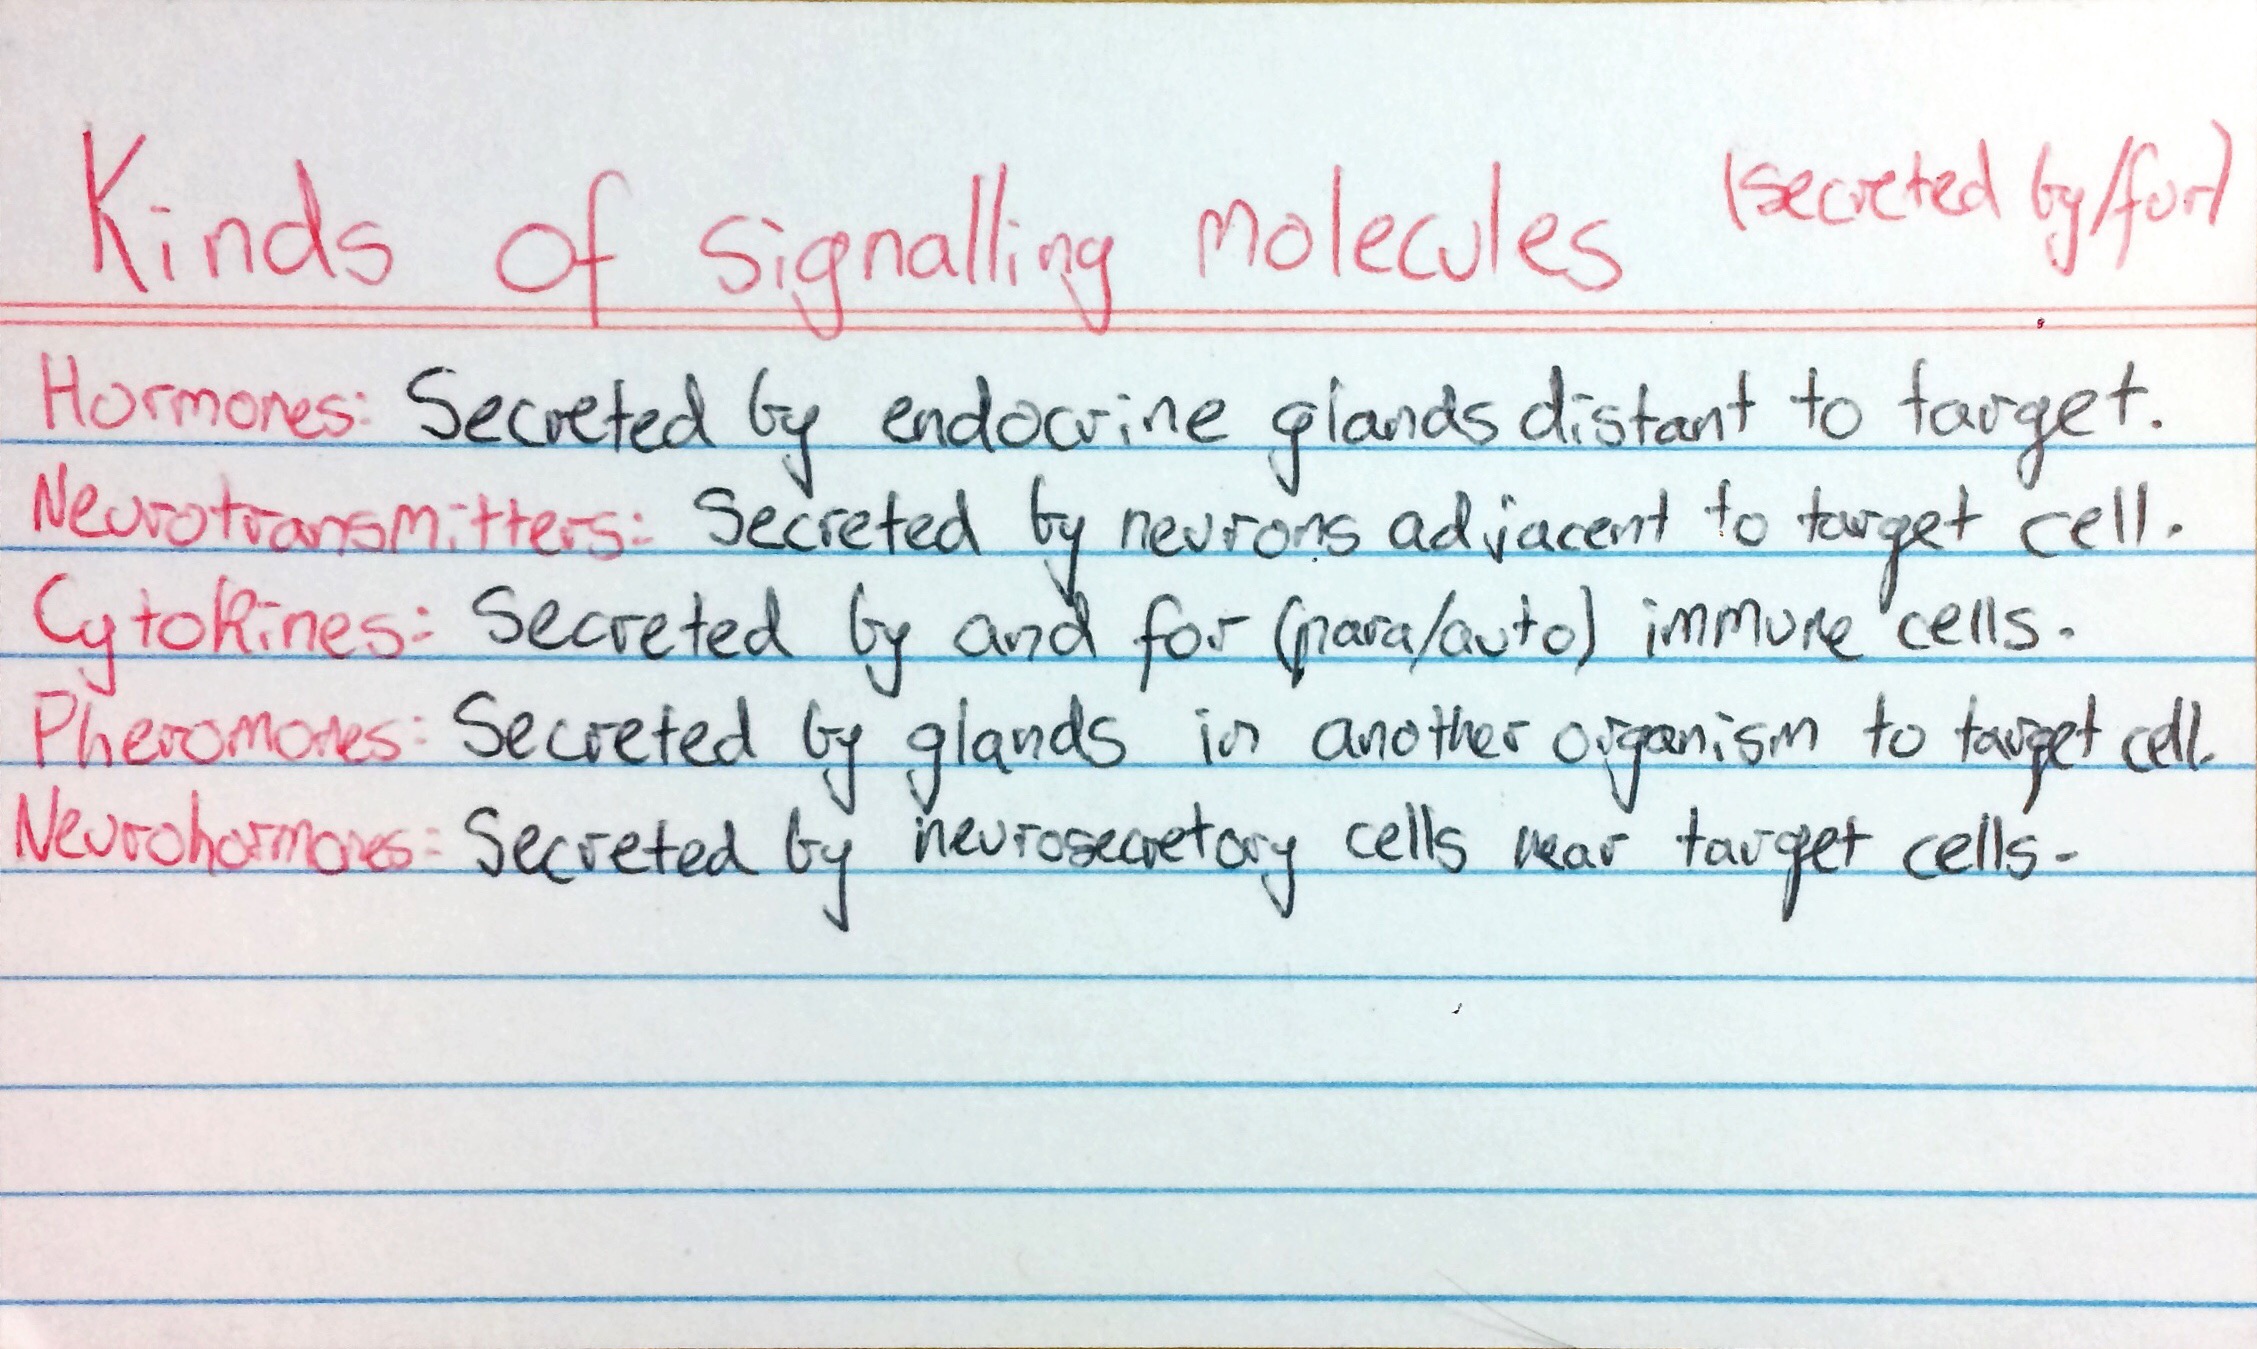 Kinds of signalling molecules (secreted by/for)
Hormones: Secreted by endocrine glands distant to target.
Neurotransmitters: Secreted by neurons adjacent to target cell.
Cytokines: Secreted by and for (para/auto) immune cells.
Pheromones: Secreted by glands in another organism to target cell.
Neurohormones: Secreted by neurosecretory cells near target cells.